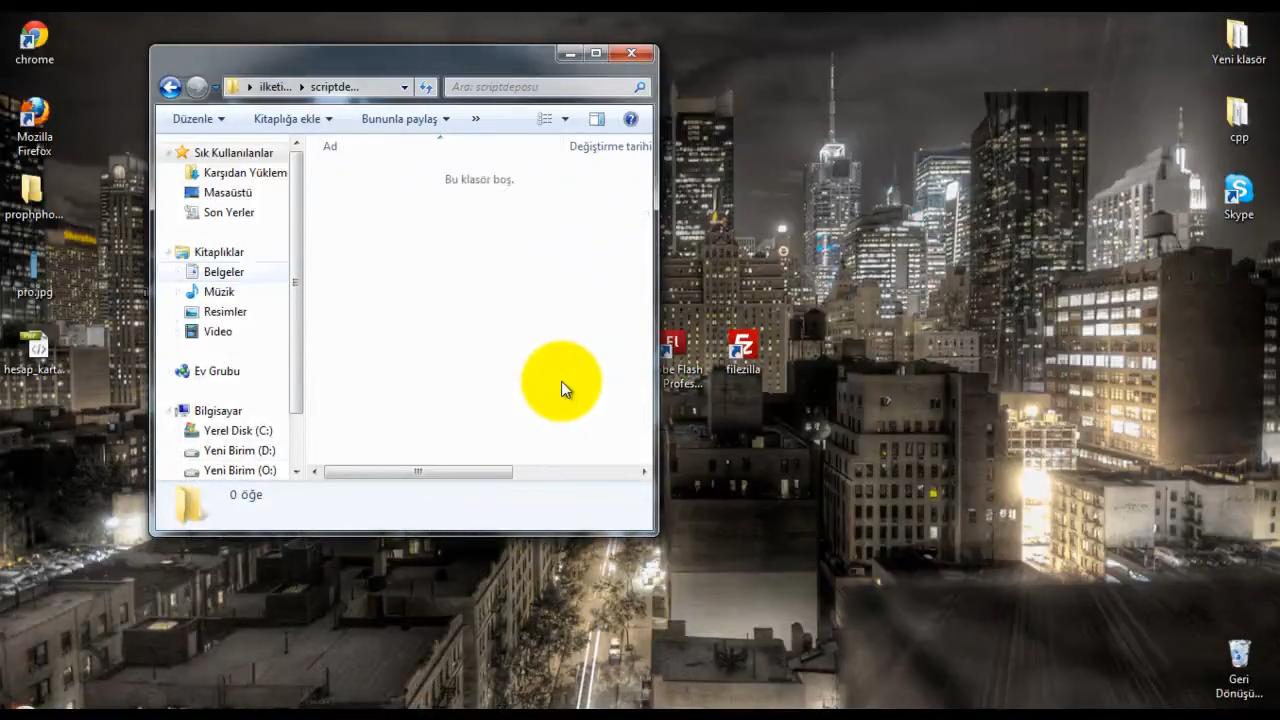 chrome
Mozilla
Firefox
prophpho...
pro.jpg
hesap_kart...
ilketi... scriptde...
Ara: scriptdeposu
Düzenle Kitaplığa ekle Bununla paylaş »
Ad Değiştirme tarihi
Bu klasör boş.
Sık Kullanılanlar
Karşıdan Yüklem
Masaüstü
Son Yerler
Kitaplıklar
Belgeler
Müzik
Resimler
Video
Ev Grubu
Bilgisayar
Yerel Disk (C:)
Yeni Birim (D:)
Yeni Birim (O:)
0 öğe
be Flash
Profes...
filezilla
Yeni klasör
cpp
Skype
Geri
Dönüşü...